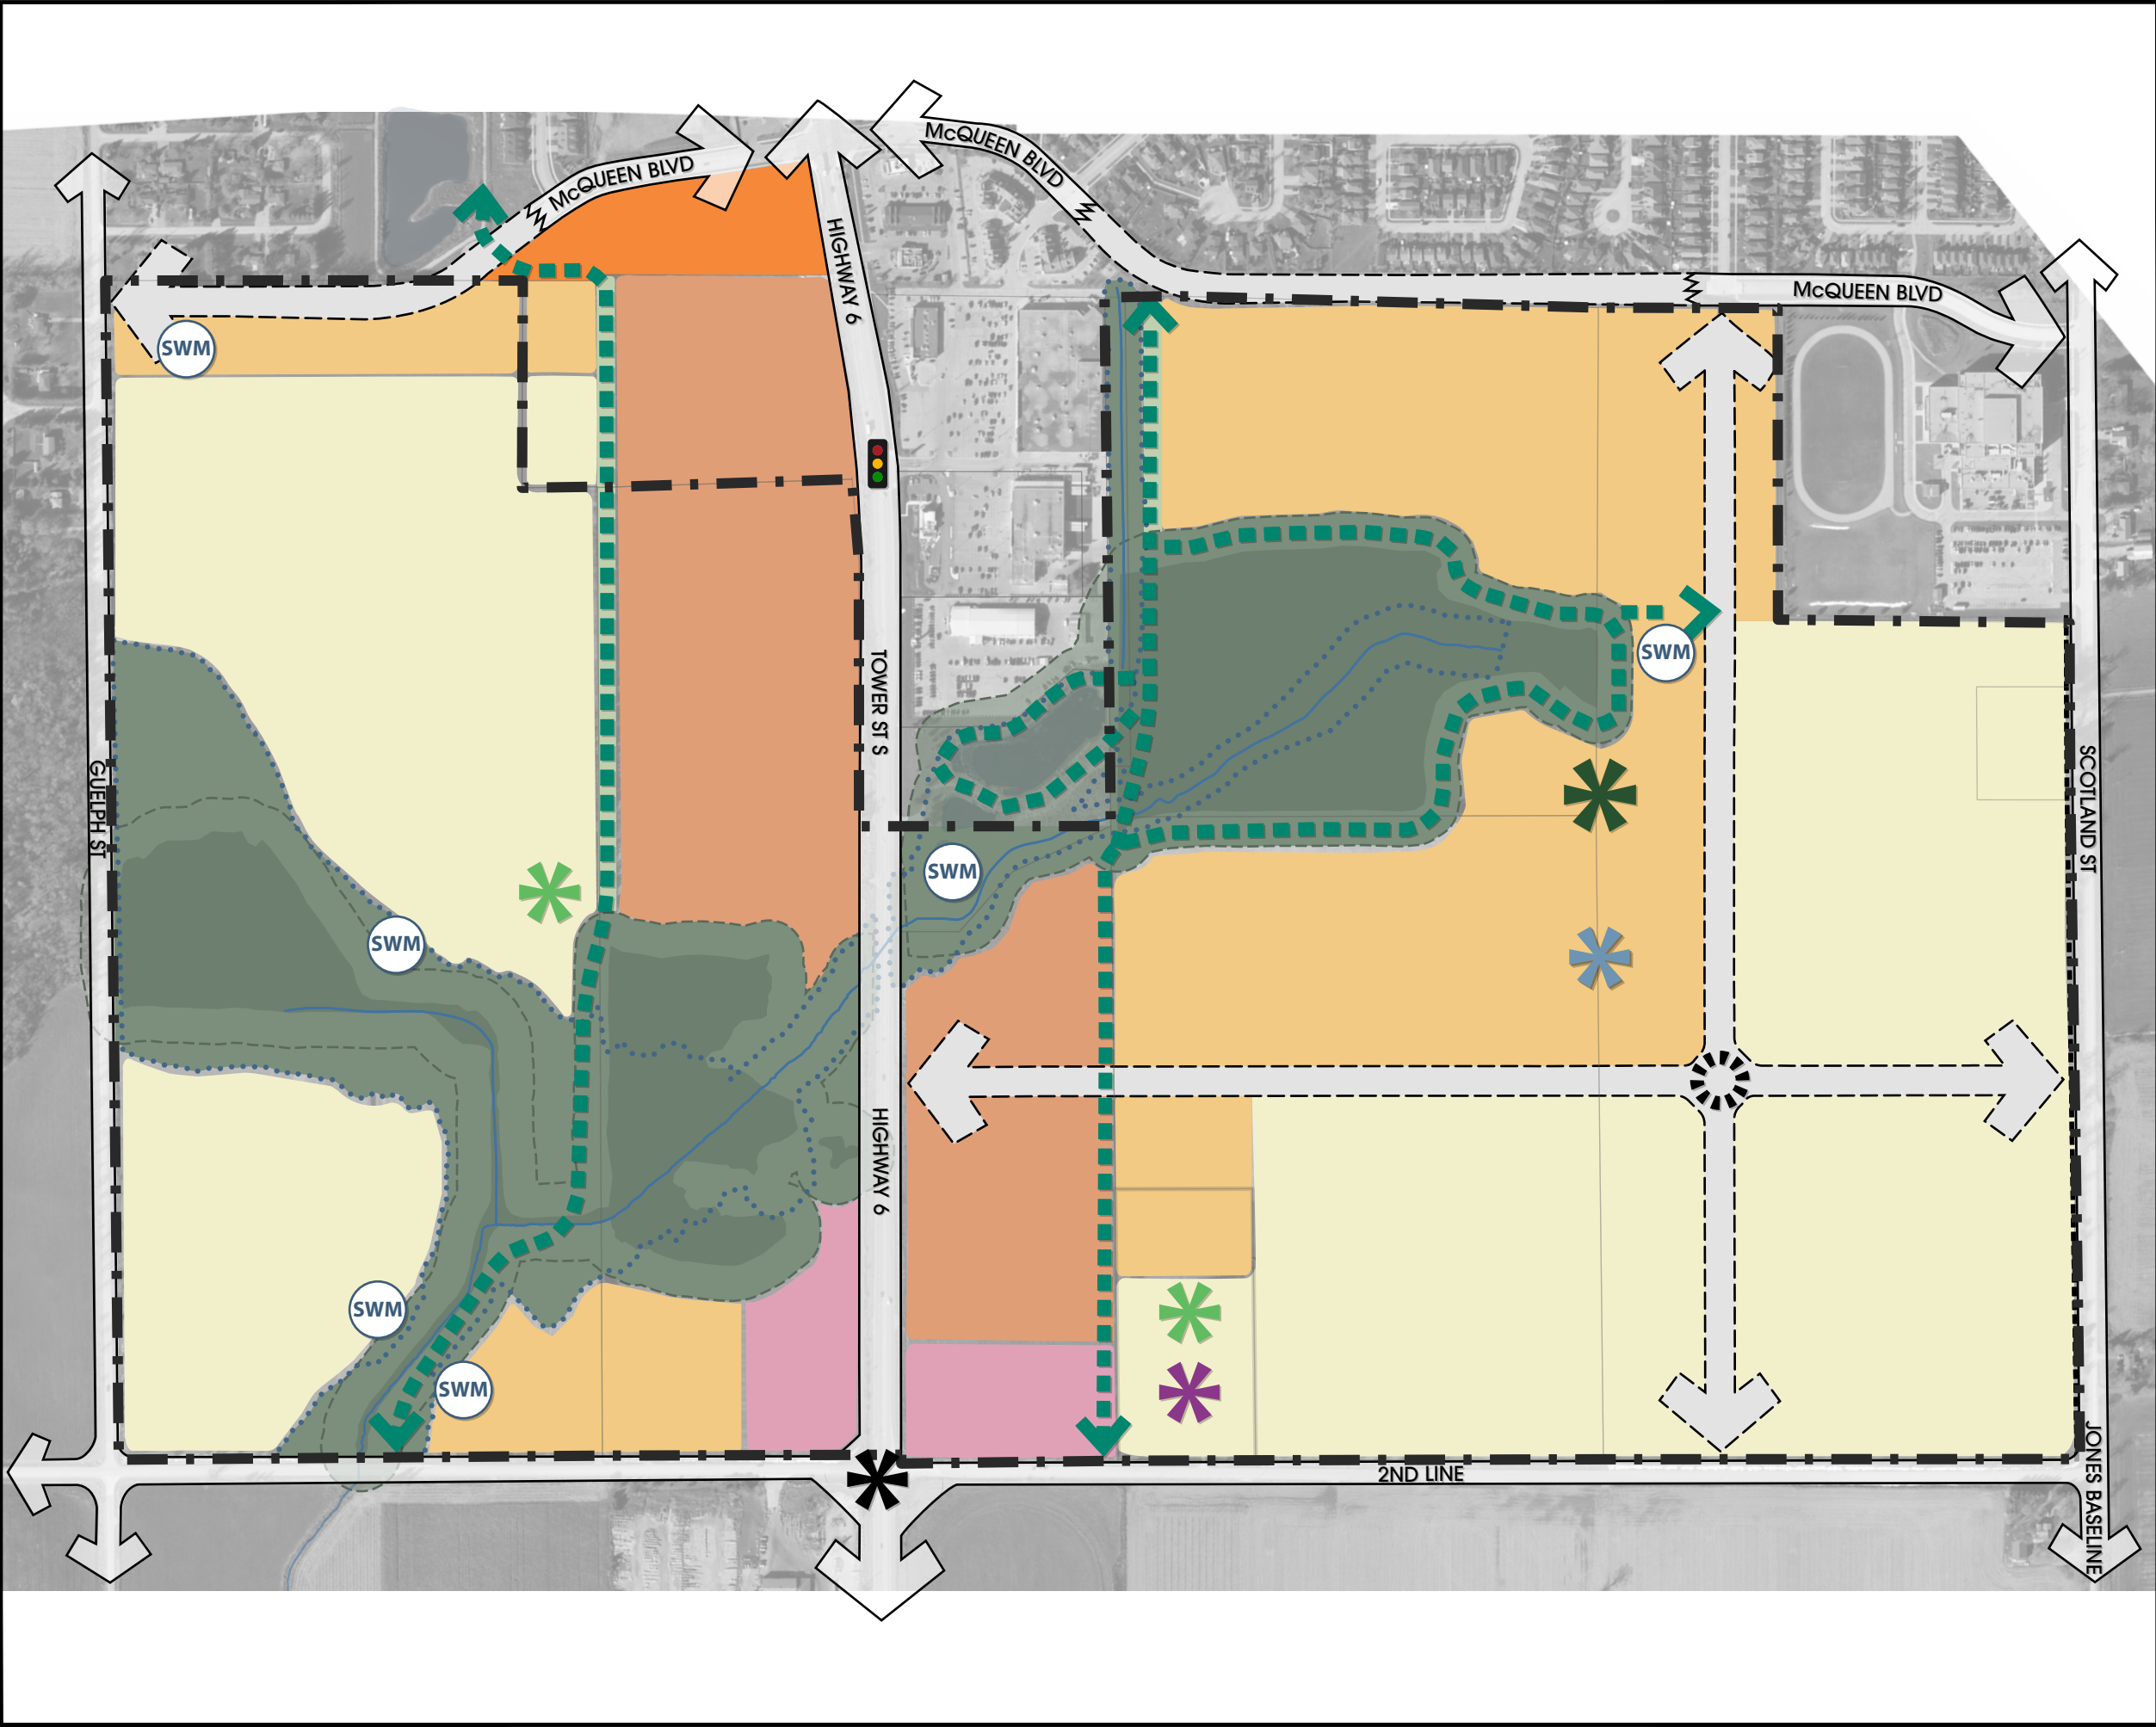 McQUEEN BLVD
McQUEEN BLVD
HIGHWAY 6
McQUEEN BLVD
SWM
SWM
TOWER ST S
GUELPH ST
SCOTLAND ST
SWM
SWM
HIGHWAY 6
SWM
SWM
2ND LINE
JONES BASELINE